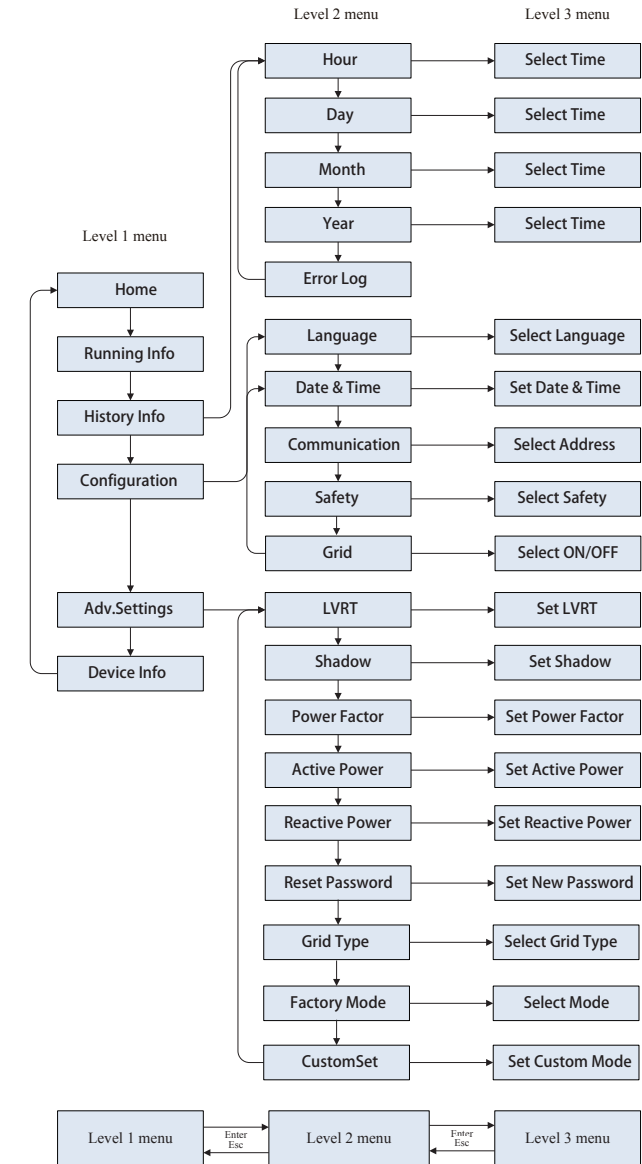 Level 2 menu
Level 3 menu
Hour
Select Time
Day
Select Time
Month
Select Time
Year
Select Time
Error Log
Level 1 menu
Home
Running Info
History Info
Configuration
Adv.Settings
Device Info
Language
Select Language
Date & Time
Set Date & Time
Communication
Select Address
Safety
Select Safety
Grid
Select ON/OFF
LVRT
Set LVRT
Shadow
Set Shadow
Power Factor
Set Power Factor
Active Power
Set Active Power
Reactive Power
Set Reactive Power
Reset Password
Set New Password
Grid Type
Select Grid Type
Factory Mode
Select Mode
CustomSet
Set Custom Mode
Level 1 menu
Enter
Esc
Level 2 menu
Enter
Esc
Level 3 menu